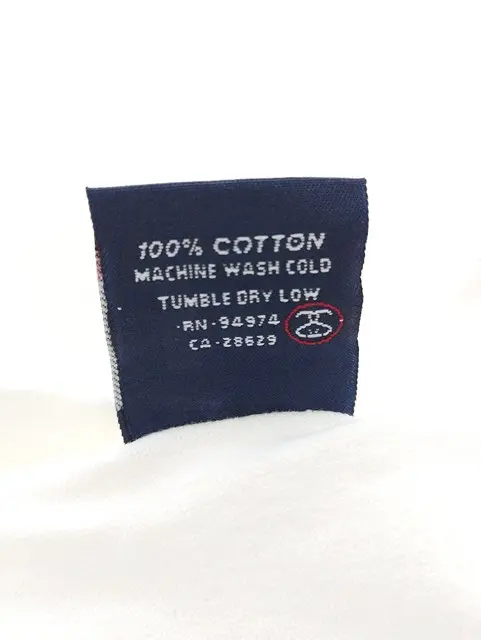 100% COTTON
MACHINE WASH COLD
TUMBLE DRY LOW
·RN-94974
CA-28629